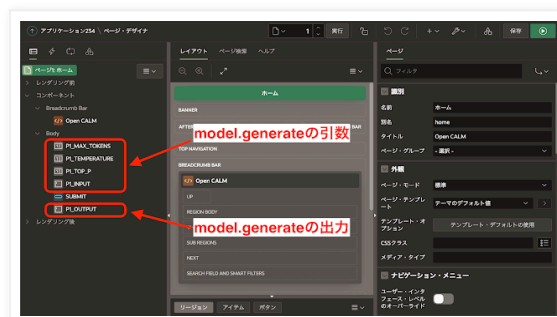 アプリケーション254 \ ページ・デザイナ
1
実行
保存
レイアウト
ページ検索
ヘルプ
ページ
ページ1: ホーム
レンダリング前
コンポーネント
Breadcrumb Bar
Open CALM
Body
P1_MAX_TOKENS
P1_TEMPERATURE
P1_TOP_P
P1_INPUT
SUBMIT
P1_OUTPUT
レンダリング後
ホーム
BANNER
AFTER
BAR
model.generateの引数
TOP NAVIGATION
BREADCRUMB BAR
Open CALM
UP
REGION BODY
model.generateの出力
SUB REGIONS
NEXT
SEARCH FIELD AND SMART FILTERS
リージョン
アイテム
ボタン
フィルタ
識別
名前
ホーム
別名
home
タイトル
Open CALM
ページ・グループ
- 選択 -
外観
ページ・モード
標準
ページ・テンプレート
テーマのデフォルト値
テンプレート・オプション
テンプレート・デフォルトの使用
CSSクラス
メディア・タイプ
ナビゲーション・メニュー
ユーザー・インタフェース・レベルのオーバーライド